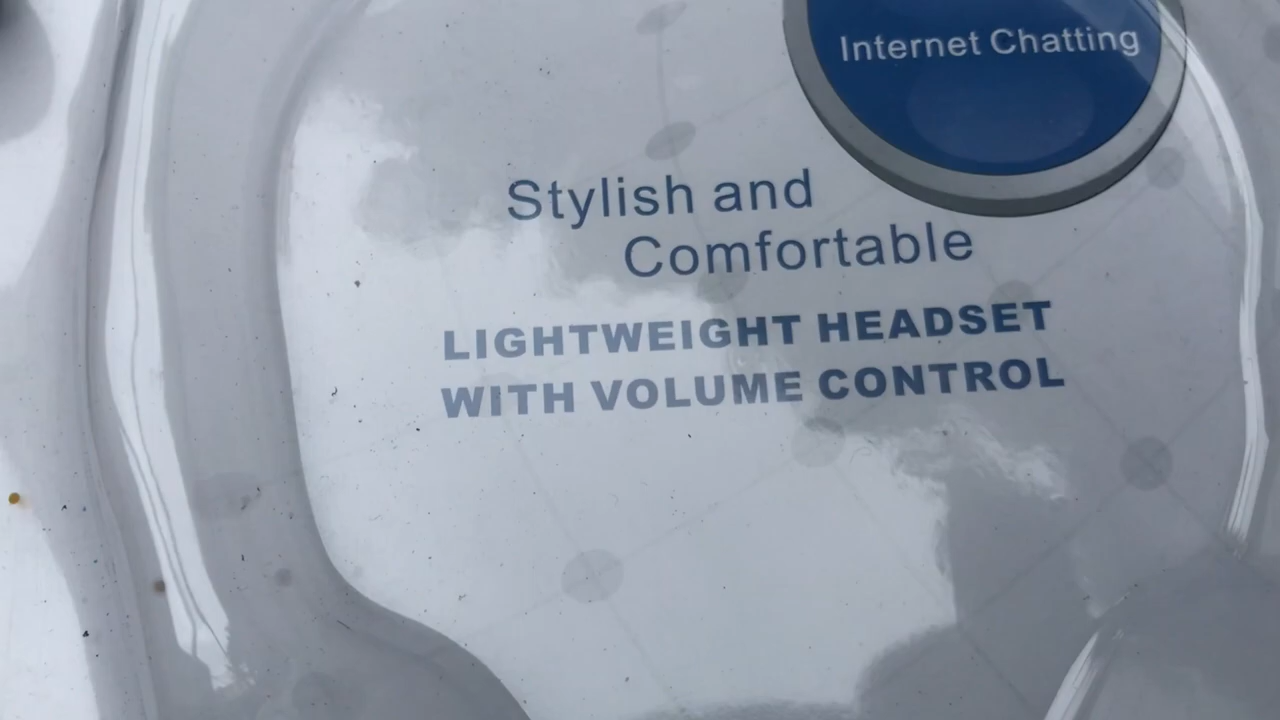 Internet Chatting
Stylish and
Comfortable
LIGHTWEIGHT HEADSET
WITH VOLUME CONTROL